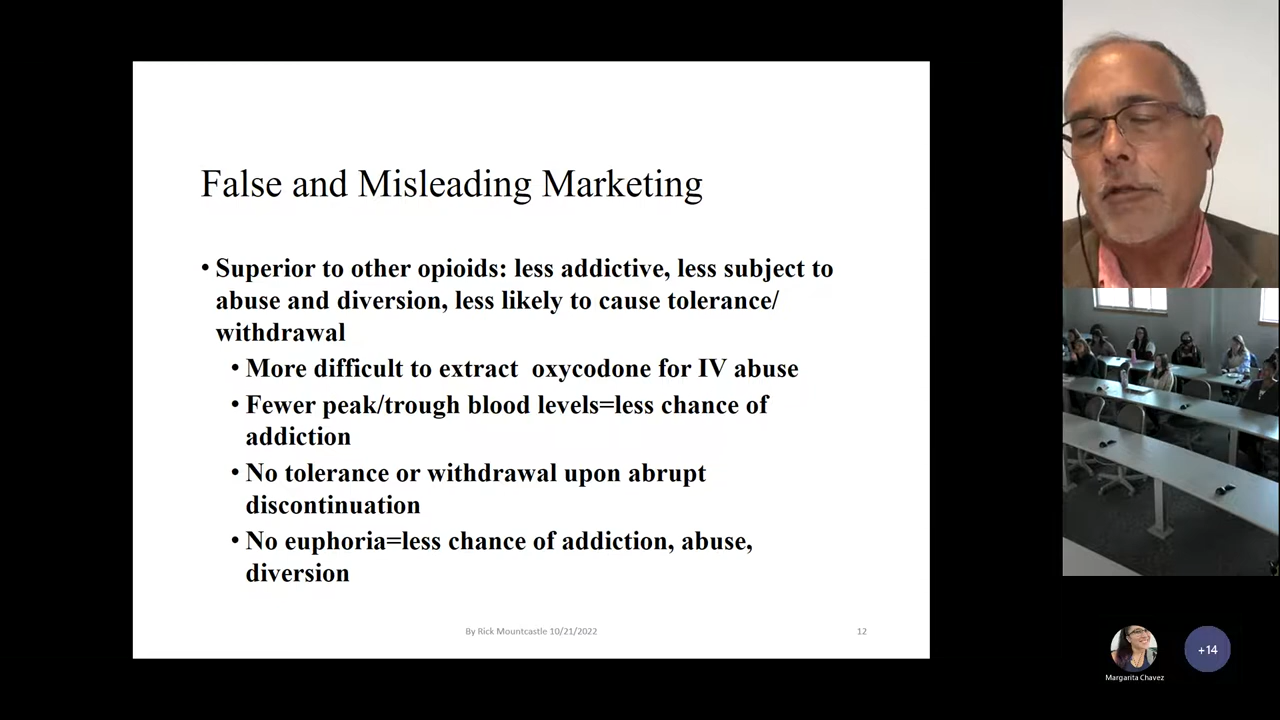 False and Misleading Marketing
• Superior to other opioids: less addictive, less subject to
abuse and diversion, less likely to cause tolerance/
withdrawal
• More difficult to extract  oxycodone for IV abuse
• Fewer peak/trough blood levels=less chance of
addiction
• No tolerance or withdrawal upon abrupt
discontinuation
• No euphoria=less chance of addiction, abuse,
diversion
By Rick Mountcastle 10/21/2022
12
+14
Margarita Chavez